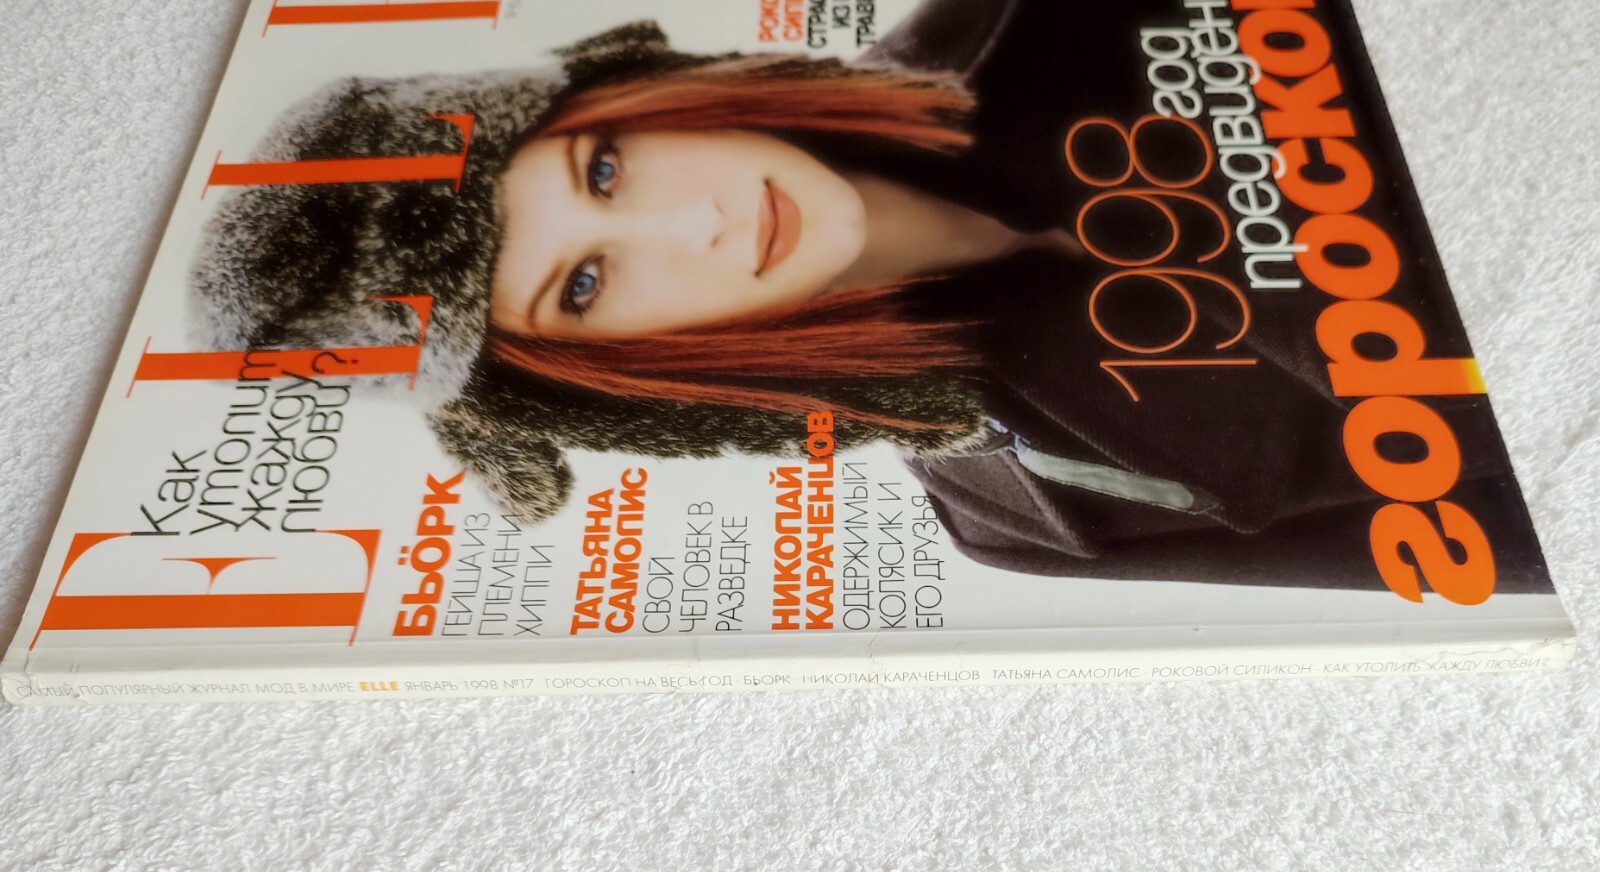 ELLE
Как
утолить
жажду
любви?
БЬОРК
ГЕЙША ИЗ
ПЛЕМЕНИ
ХИППИ
ТАТЬЯНА
САМОЛИС
СВОЙ
ЧЕЛОВЕК В
РАЗВЕДКЕ
НИКОЛАЙ
КАРАЧЕНЦОВ
ОДЕРЖИМЫЙ
КОЛЯСИК И
ЕГО ДРУЗЬЯ
1998
год
гороскоп
САМЫЙ ПОПУЛЯРНЫЙ ЖУРНАЛ МОД В МИРЕ ELLE ЯНВАРЬ 1998 №17 · ГОРОСКОП НА ВЕСЬ ГОД · БЬОРК · НИКОЛАЙ КАРАЧЕНЦОВ · ТАТЬЯНА САМОЛИС · РОКОВОЙ СИЛИКОН · КАК УТОЛИТЬ ЖАЖДУ ЛЮБВИ?